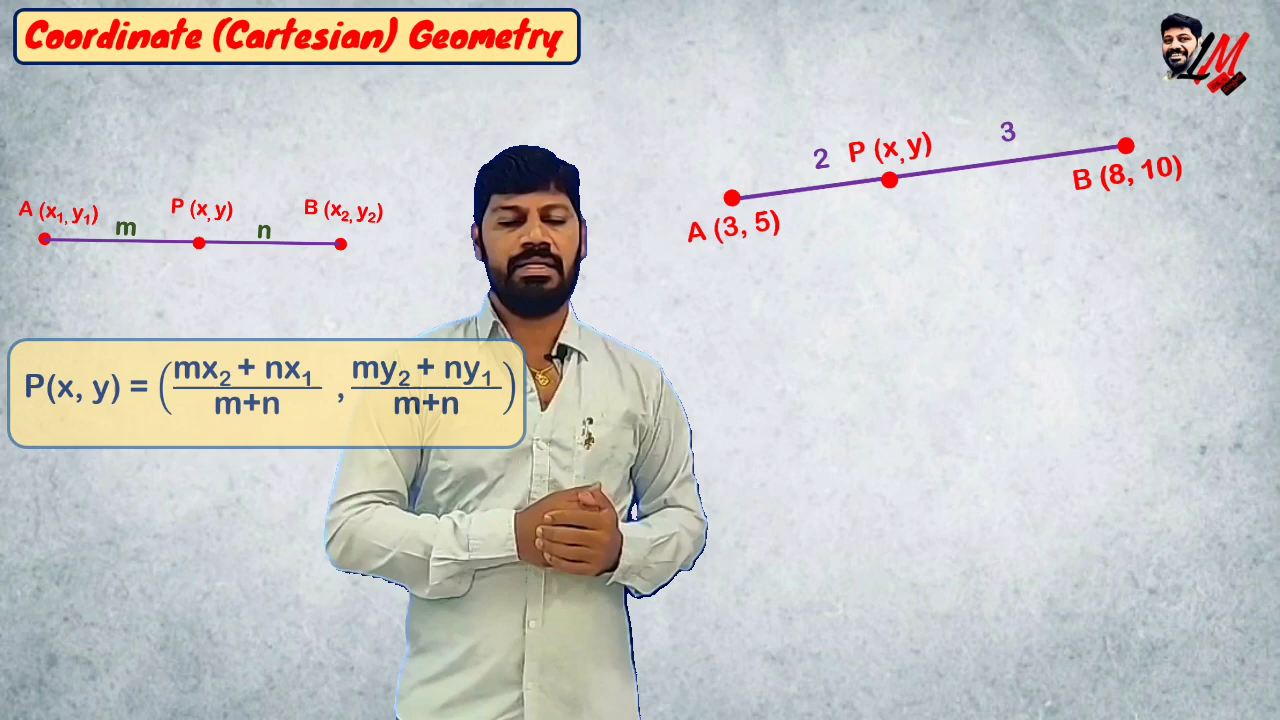 Coordinate (Cartesian) Geometry
LM
2 P (x, y) 3
A (3, 5) B (8, 10)
A (x₁, y₁) P (x, y) B (x₂, y₂)
m n
P(x, y) = (mx₂ + nx₁ / m+n , my₂ + ny₁ / m+n)